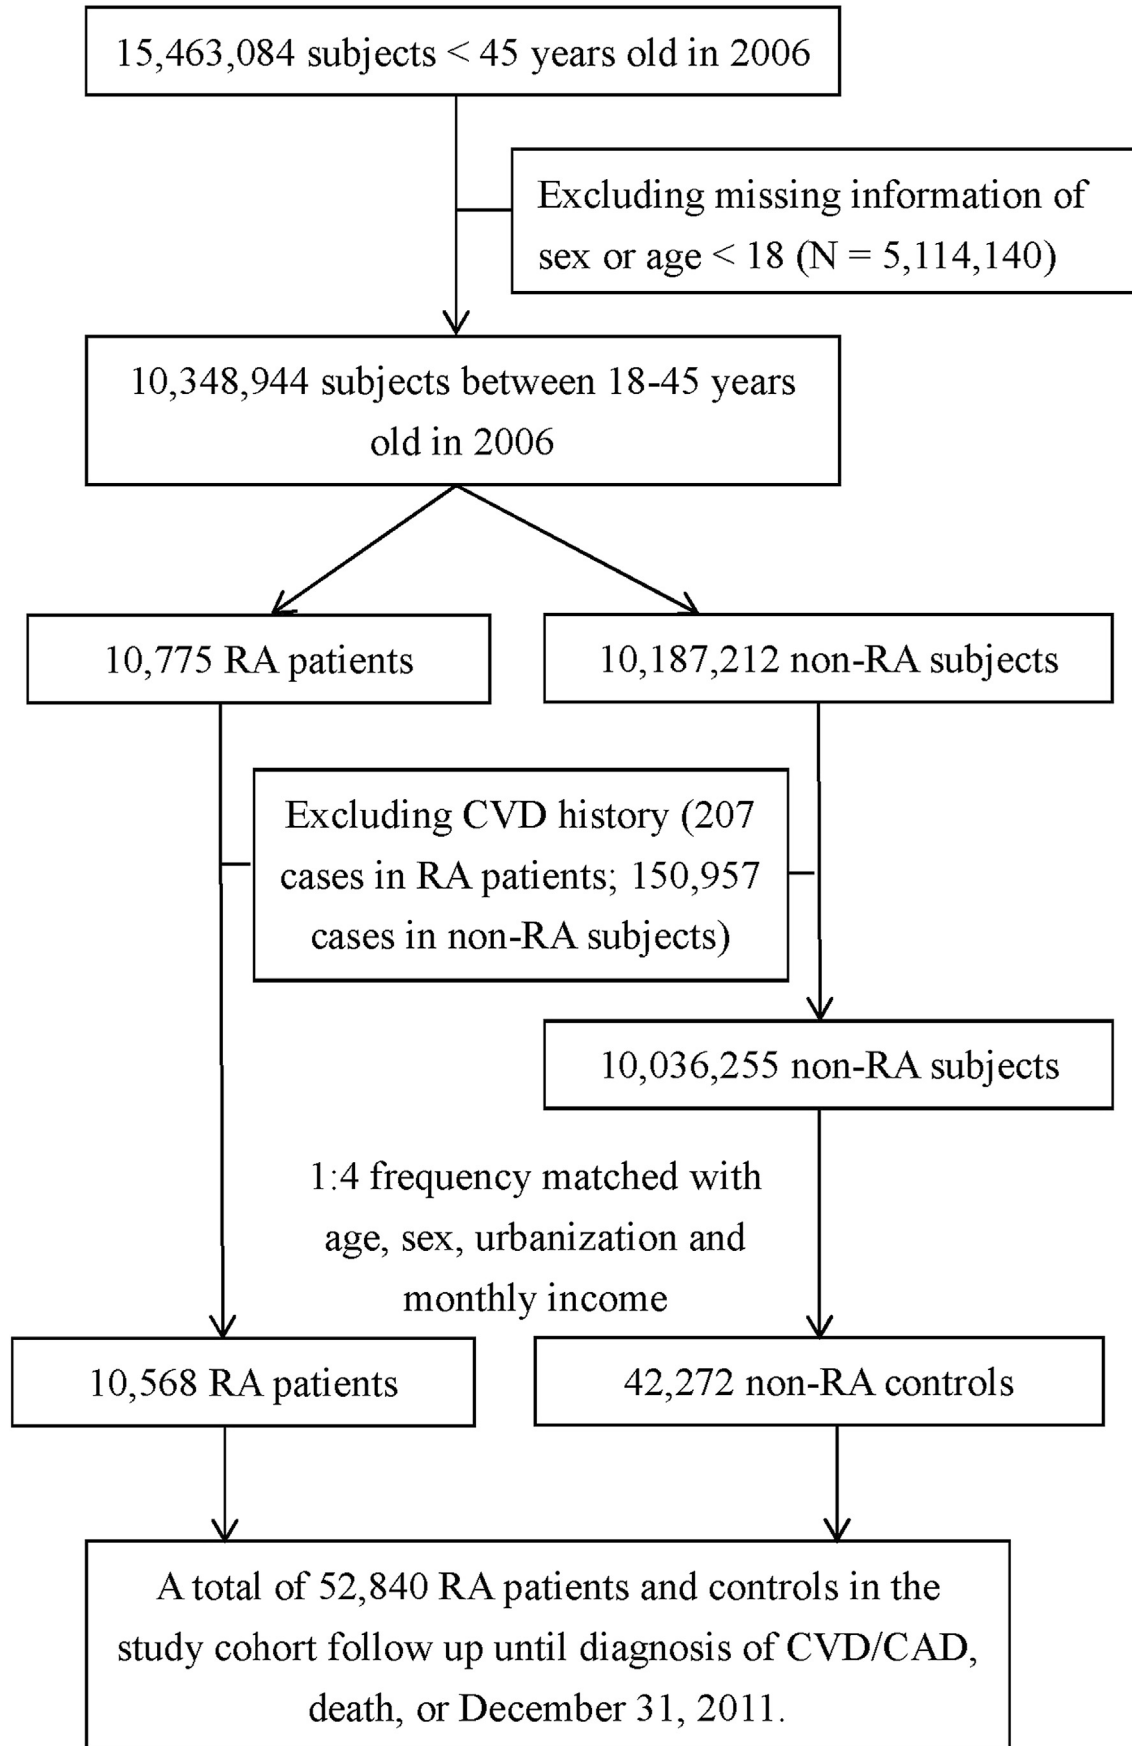 15,463,084 subjects < 45 years old in 2006
Excluding missing information of
sex or age < 18 (N = 5,114,140)
10,348,944 subjects between 18-45 years
old in 2006
10,775 RA patients
10,187,212 non-RA subjects
Excluding CVD history (207
cases in RA patients; 150,957
cases in non-RA subjects)
10,036,255 non-RA subjects
1:4 frequency matched with
age, sex, urbanization and
monthly income
10,568 RA patients
42,272 non-RA controls
A total of 52,840 RA patients and controls in the
study cohort follow up until diagnosis of CVD/CAD,
death, or December 31, 2011.